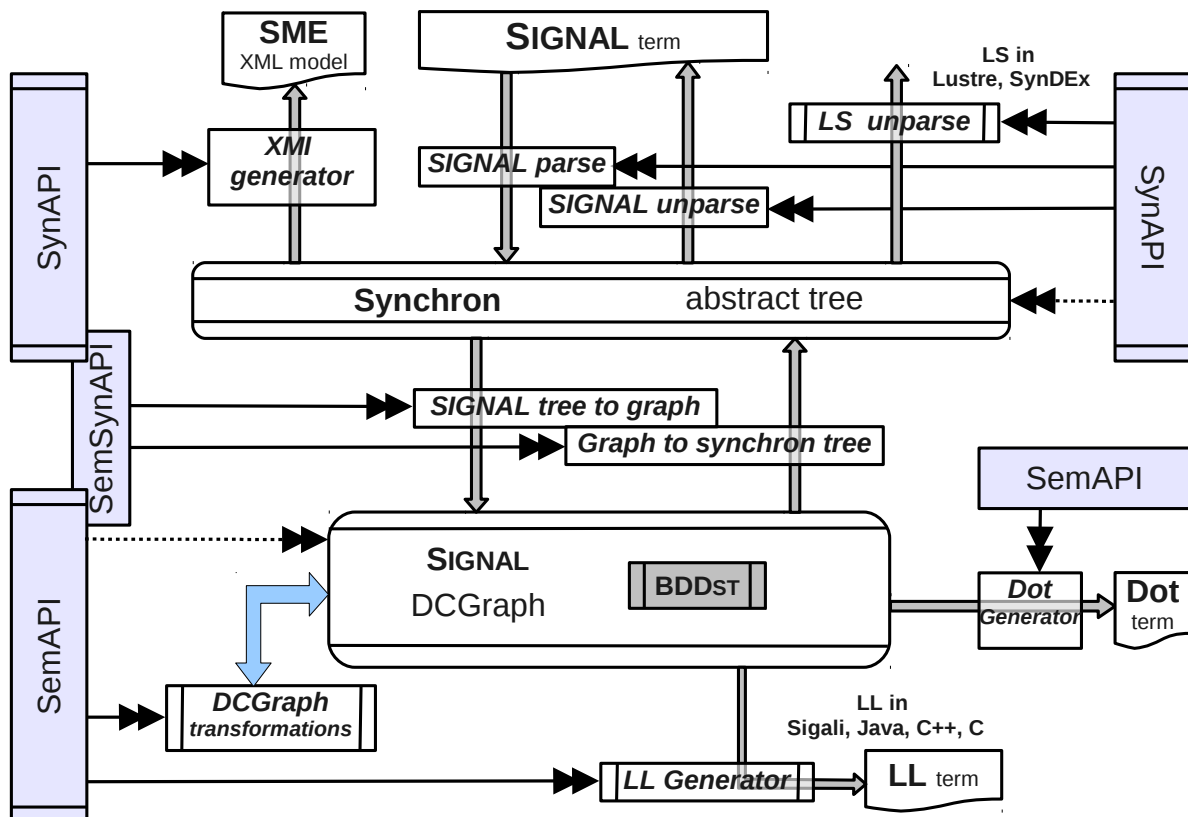 SME
XML model
SIGNAL term
LS in
Lustre, SynDEx
LS unparse
XMI
generator
SIGNAL parse
SIGNAL unparse
SynAPI
SynAPI
Synchron abstract tree
SemSynAPI
SIGNAL tree to graph
Graph to synchron tree
SemAPI
SIGNAL
DCGraph
BDDST
Dot
Generator
Dot
term
SemAPI
DCGraph
transformations
LL in
Sigali, Java, C++, C
LL Generator
LL term